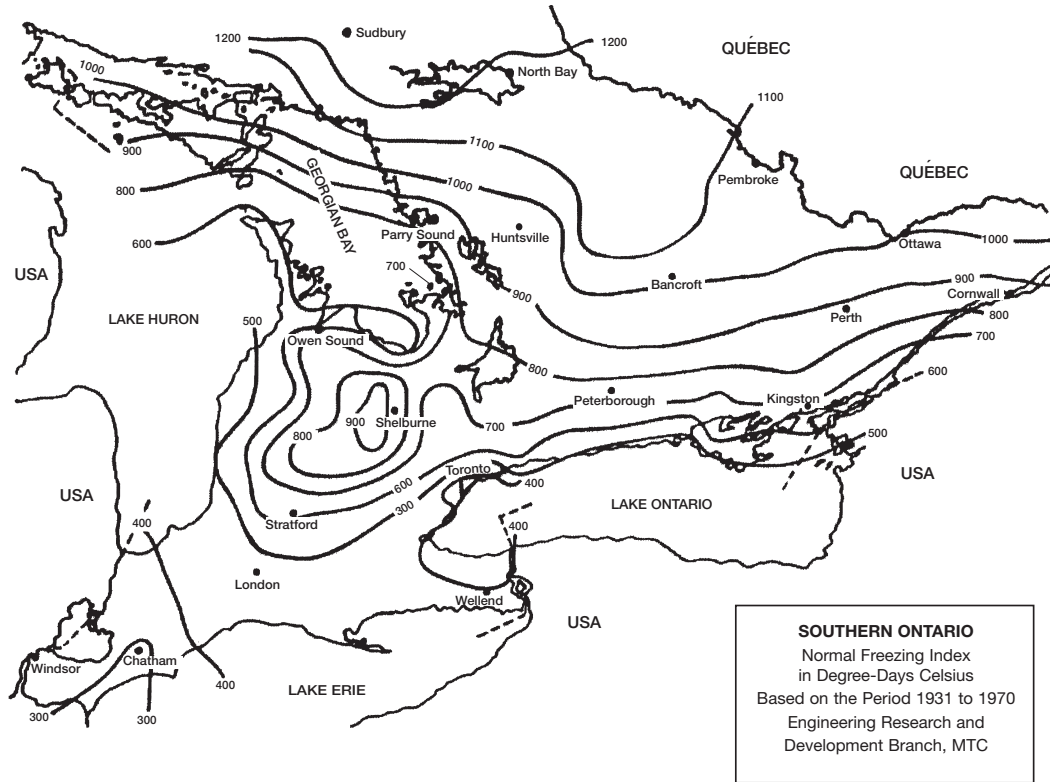 1200
Sudbury
1200
QUÉBEC
1000
North Bay
1100
1100
900
QUÉBEC
GEORGIAN BAY
Pembroke
1000
800
Parry Sound
Huntsville
600
Ottawa
1000
USA
700
Bancroft
900
900
Cornwall
LAKE HURON
500
Perth
800
Owen Sound
700
800
600
Peterborough
Kingston
900
Shelburne
700
800
500
Toronto
USA
USA
600
400
300
LAKE ONTARIO
Stratford
400
400
London
Wellend
USA
Windsor
Chatham
400
LAKE ERIE
300
300
SOUTHERN ONTARIO
Normal Freezing Index
in Degree-Days Celsius
Based on the Period 1931 to 1970
Engineering Research and
Development Branch, MTC